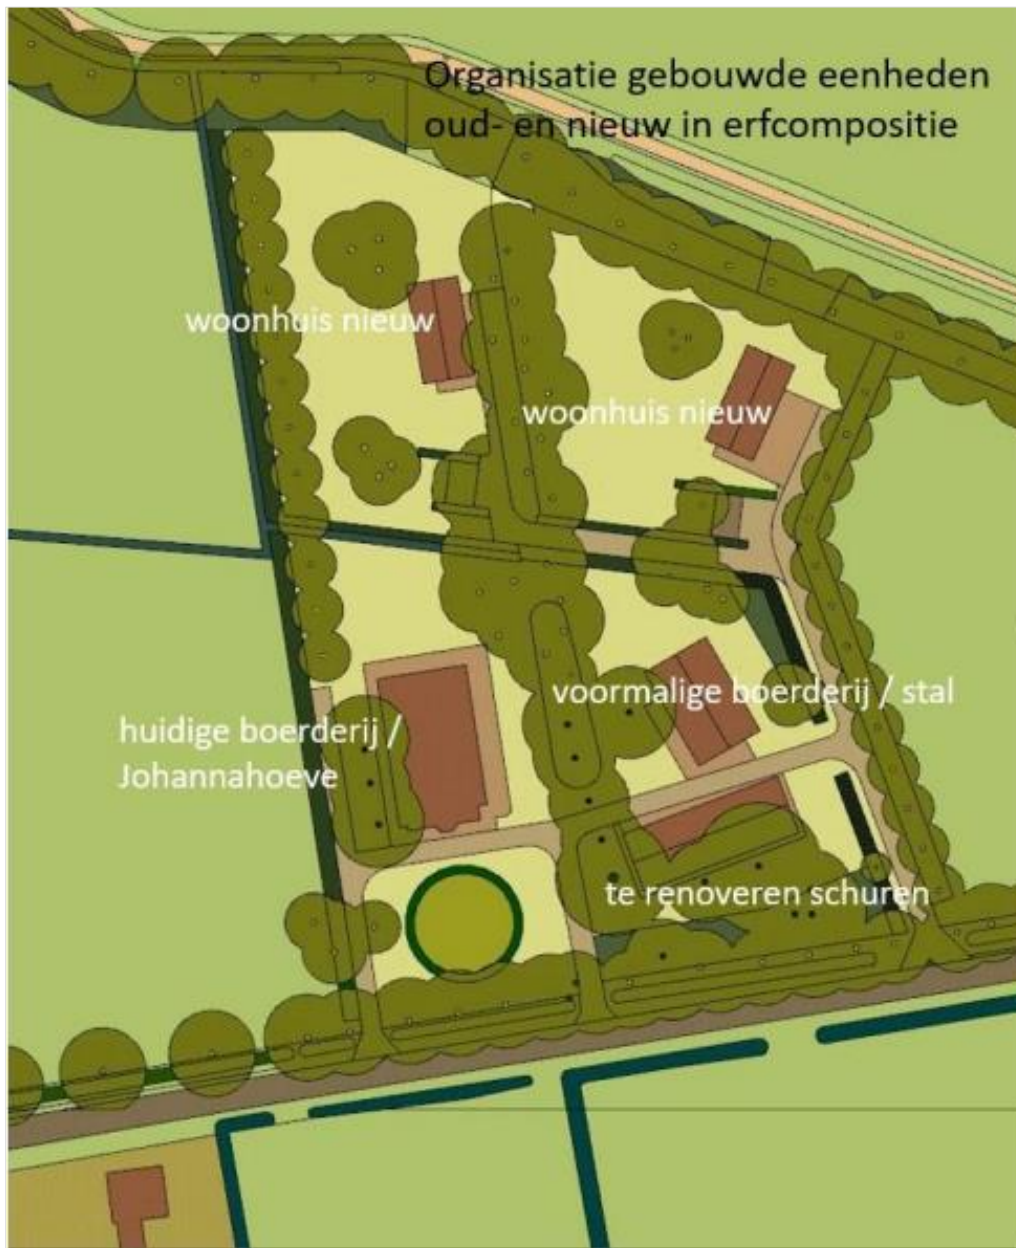 Organisatie gebouwde eenheden
oud- en nieuw in erfcompositie
woonhuis nieuw
woonhuis nieuw
voormalige boerderij / stal
huidige boerderij /
Johannahoeve
te renoveren schuren